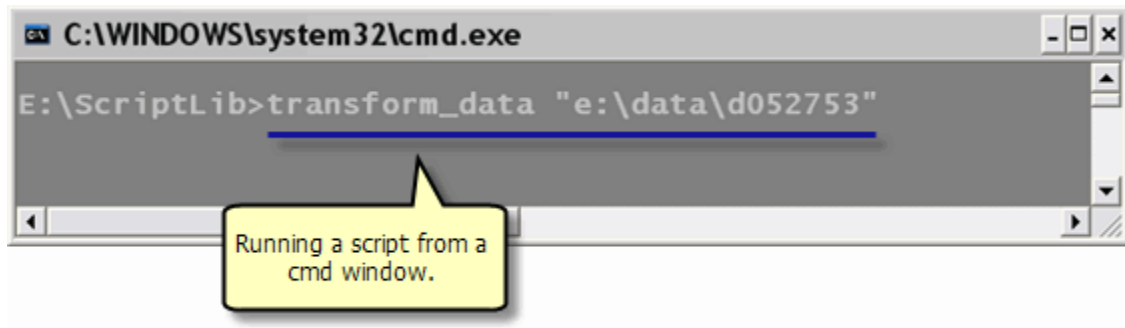 C:\WINDOWS\system32\cmd.exe
E:\ScriptLib>transform_data "e:\data\d052753"
Running a script from a
cmd window.